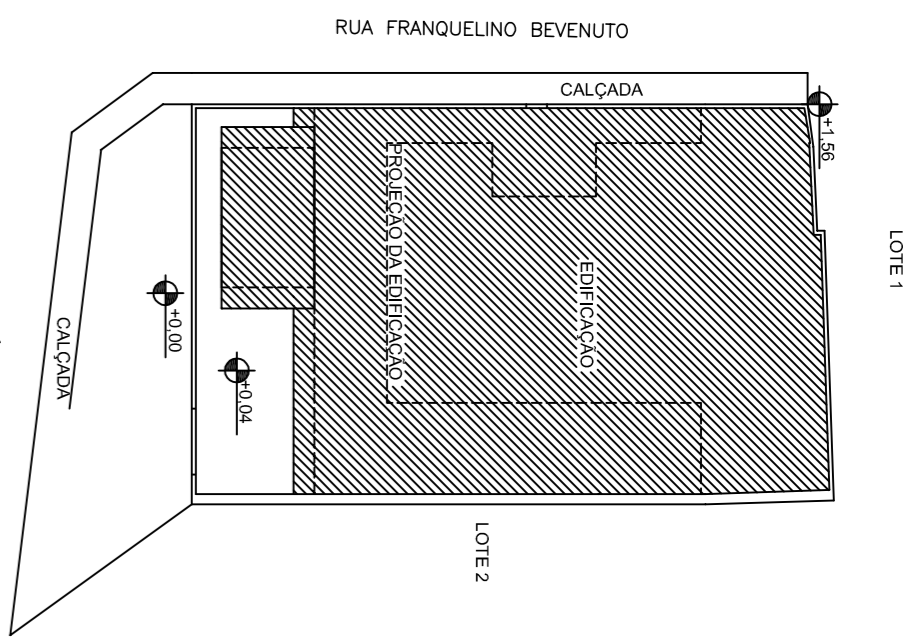 RUA FRANQUELINO BEVENUTO
CALÇADA
+1,56
LOTE 1
PROJEÇÃO DA EDIFICAÇÃO
EDIFICAÇÃO
+0,00
+0,04
CALÇADA
LOTE 2